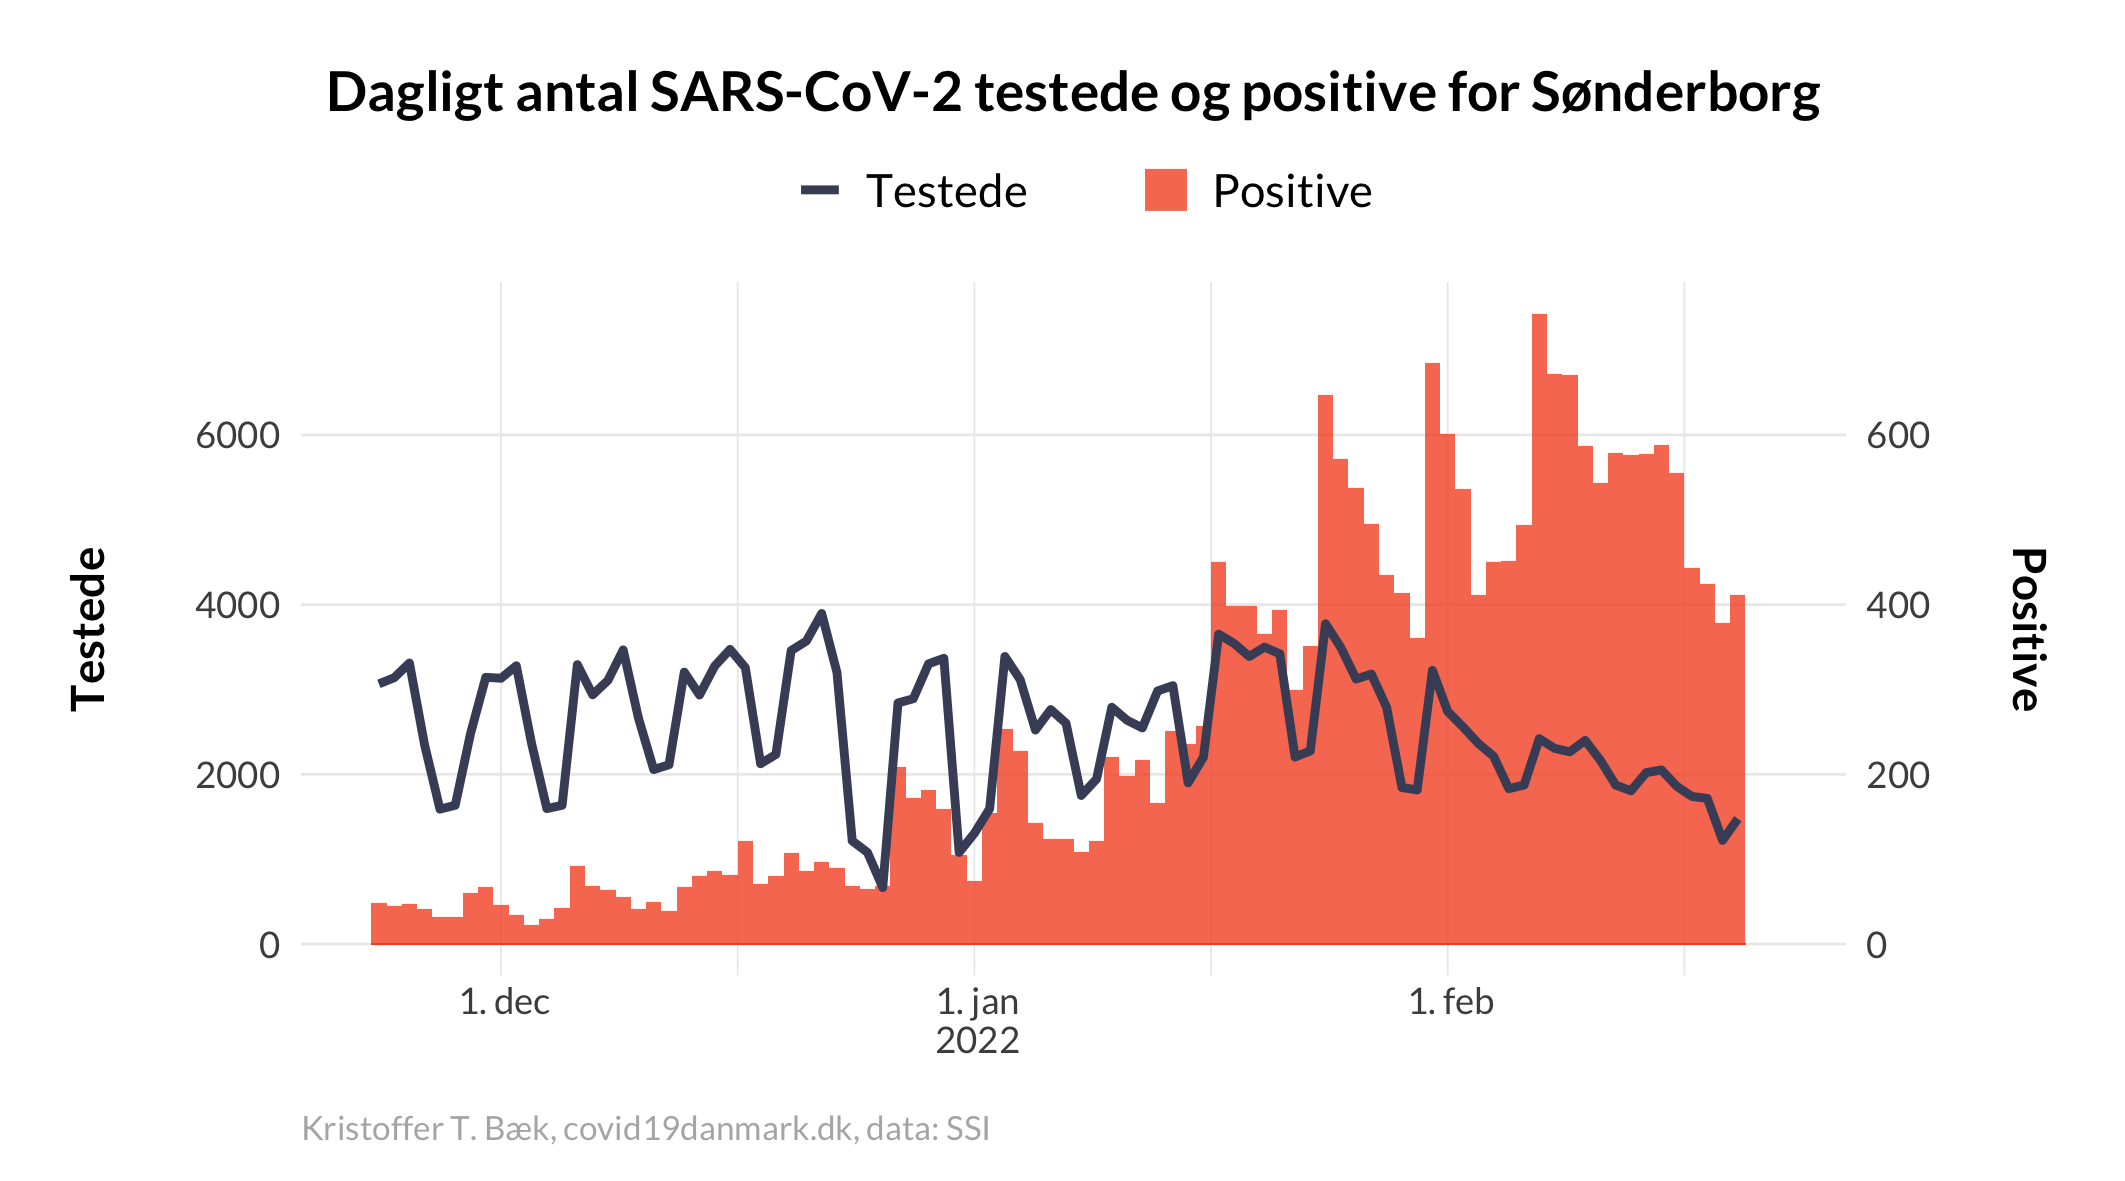 Dagligt antal SARS-CoV-2 testede og positive for Sønderborg
Testede
Positive
Testede
6000
4000
2000
0
600
400
200
0
Positive
1. dec
1. jan
2022
1. feb
Kristoffer T. Bæk, covid19danmark.dk, data: SSI